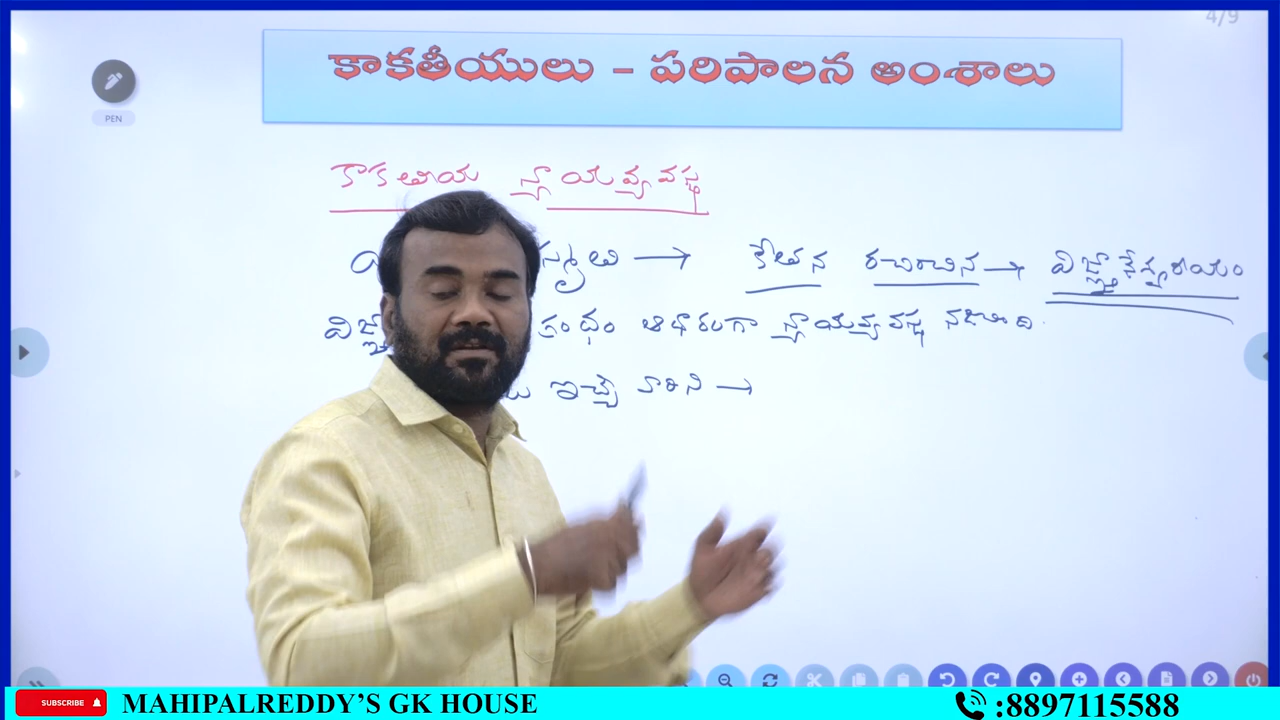 4/9
PEN
కాకతీయులు - పరిపాలన అంశాలు
కాకతీయ న్యాయవ్యవస్థ
స్మృతి → కేతన రచించిన → విజ్ఞానేశ్వరీయం
గ్రంథం ఆధారంగా న్యాయవ్యవస్థ నడిచింది.
ఇచ్చే వారిని →
SUBSCRIBE
MAHIPALREDDY'S GK HOUSE
:8897115588